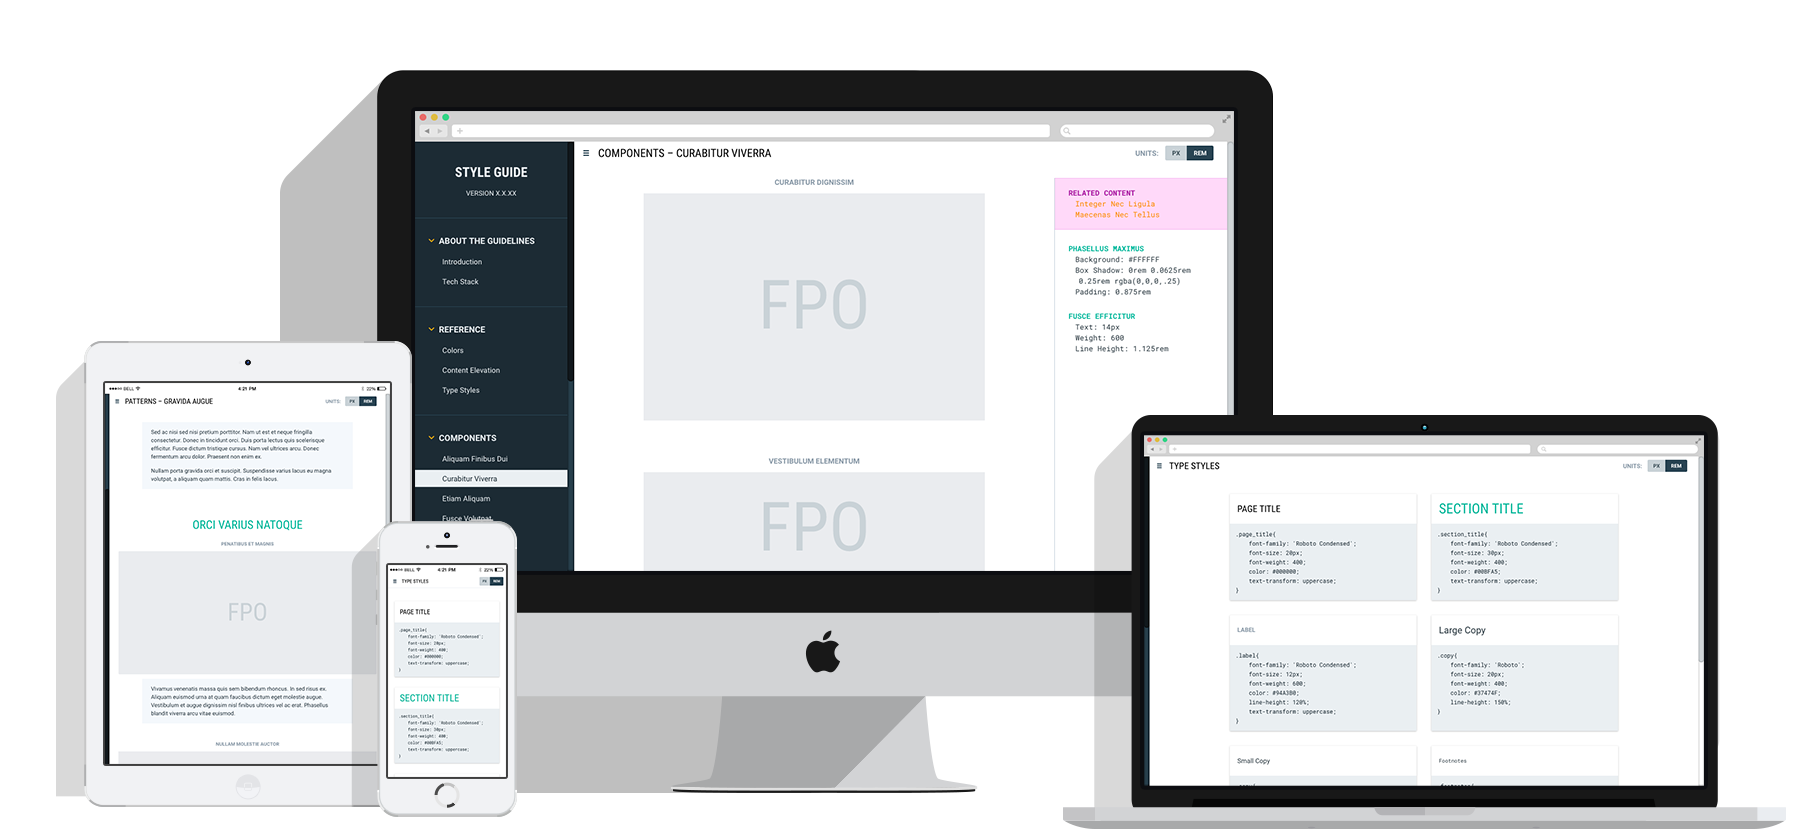 STYLE GUIDE
VERSION X.X.XX
ABOUT THE GUIDELINES
Introduction
Tech Stack
REFERENCE
Colors
Content Elevation
Type Styles
COMPONENTS
Aliquam Finibus Dui
Curabitur Viverra
Etiam Aliquam
Fusce Volutpat
COMPONENTS – CURABITUR VIVERRA
UNITS: PX REM
CURABITUR DIGNISSIM
FPO
VESTIBULUM ELEMENTUM
FPO
RELATED CONTENT
Integer Nec Ligula
Maecenas Nec Tellus
PHASELLUS MAXIMUS
Background: #FFFFFF
Box Shadow: 0rem 0.0625rem
0.25rem rgba(0,0,0,.25)
Padding: 0.875rem
FUSCE EFFICITUR
Text: 14px
Weight: 600
Line Height: 1.125rem
BELL 4:21 PM 22%
PATTERNS – GRAVIDA AUGUE
UNITS: PX REM
Sed ac nisi sed nisi pretium porttitor. Nam ut est et neque fringilla
consectetur. Donec in tincidunt orci. Duis porta lectus quis scelerisque
efficitur. Fusce dictum tristique cursus. Nam vel ultrices arcu. Donec
fermentum arcu dolor. Praesent non enim ex.
Nullam porta gravida orci et suscipit. Suspendisse varius lacus eu magna
volutpat, a aliquam quam mattis. Cras in felis lacus.
ORCI VARIUS NATOQUE
PENATIBUS ET MAGNIS
FPO
Vivamus venenatis massa quis sem bibendum rhoncus. In sed risus ex.
Aliquam euismod urna at quam faucibus dictum eget molestie augue.
Vestibulum et augue dignissim nisl finibus ultrices vel ac erat. Phasellus
blandit viverra arcu vitae euismod.
NULLAM MOLESTIE AUCTOR
BELL 4:21 PM 22%
TYPE STYLES
PX REM
PAGE TITLE
.page_title{
font-family: 'Roboto Condensed';
font-size: 20px;
font-weight: 400;
color: #000000;
text-transform: uppercase;
}
SECTION TITLE
.section_title{
font-family: 'Roboto Condensed';
font-size: 30px;
font-weight: 400;
color: #00BFA5;
text-transform: uppercase;
}
TYPE STYLES
UNITS: PX REM
PAGE TITLE
.page_title{
font-family: 'Roboto Condensed';
font-size: 20px;
font-weight: 400;
color: #000000;
text-transform: uppercase;
}
SECTION TITLE
.section_title{
font-family: 'Roboto Condensed';
font-size: 30px;
font-weight: 400;
color: #00BFA5;
text-transform: uppercase;
}
LABEL
.label{
font-family: 'Roboto Condensed';
font-size: 12px;
font-weight: 600;
color: #94A3B0;
line-height: 120%;
text-transform: uppercase;
}
Large Copy
.copy{
font-family: 'Roboto';
font-size: 20px;
font-weight: 400;
color: #37474F;
line-height: 150%;
}
Small Copy
Footnotes